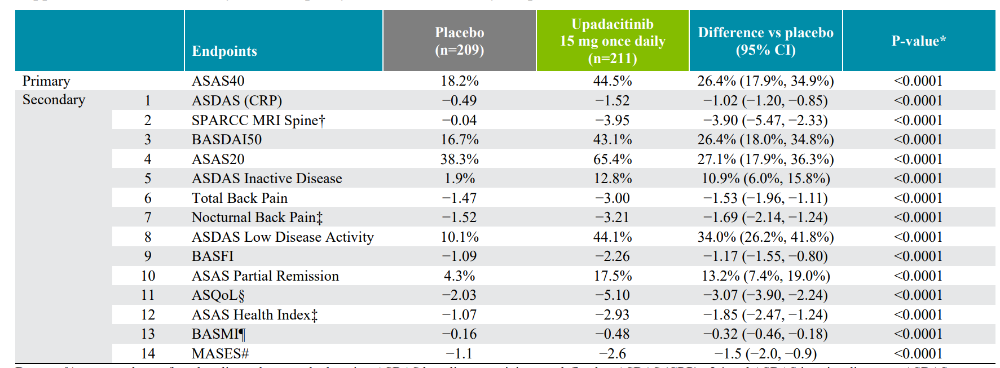 Placebo
(n=209)
Upadacitinib
15 mg once daily
(n=211)
Difference vs placebo
(95% CI)
P-value*
Endpoints
Primary ASAS40 18.2% 44.5% 26.4% (17.9%, 34.9%) <0.0001
Secondary 1 ASDAS (CRP) −0.49 −1.52 −1.02 (−1.20, −0.85) <0.0001
2 SPARCC MRI Spine† −0.04 −3.95 −3.90 (−5.47, −2.33) <0.0001
3 BASDAI50 16.7% 43.1% 26.4% (18.0%, 34.8%) <0.0001
4 ASAS20 38.3% 65.4% 27.1% (17.9%, 36.3%) <0.0001
5 ASDAS Inactive Disease 1.9% 12.8% 10.9% (6.0%, 15.8%) <0.0001
6 Total Back Pain −1.47 −3.00 −1.53 (−1.96, −1.11) <0.0001
7 Nocturnal Back Pain‡ −1.52 −3.21 −1.69 (−2.14, −1.24) <0.0001
8 ASDAS Low Disease Activity 10.1% 44.1% 34.0% (26.2%, 41.8%) <0.0001
9 BASFI −1.09 −2.26 −1.17 (−1.55, −0.80) <0.0001
10 ASAS Partial Remission 4.3% 17.5% 13.2% (7.4%, 19.0%) <0.0001
11 ASQoL§ −2.03 −5.10 −3.07 (−3.90, −2.24) <0.0001
12 ASAS Health Index‡ −1.07 −2.93 −1.85 (−2.47, −1.24) <0.0001
13 BASMI¶ −0.16 −0.48 −0.32 (−0.46, −0.18) <0.0001
14 MASES# −1.1 −2.6 −1.5 (−2.0, −0.9) <0.0001